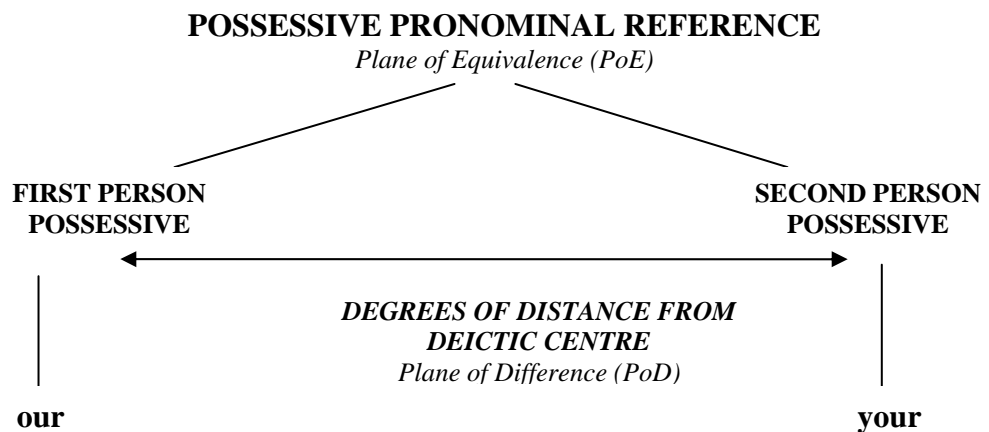 POSSESSIVE PRONOMINAL REFERENCE
Plane of Equivalence (PoE)
FIRST PERSON
POSSESSIVE
SECOND PERSON
POSSESSIVE
DEGREES OF DISTANCE FROM
DEICTIC CENTRE
Plane of Difference (PoD)
our
your